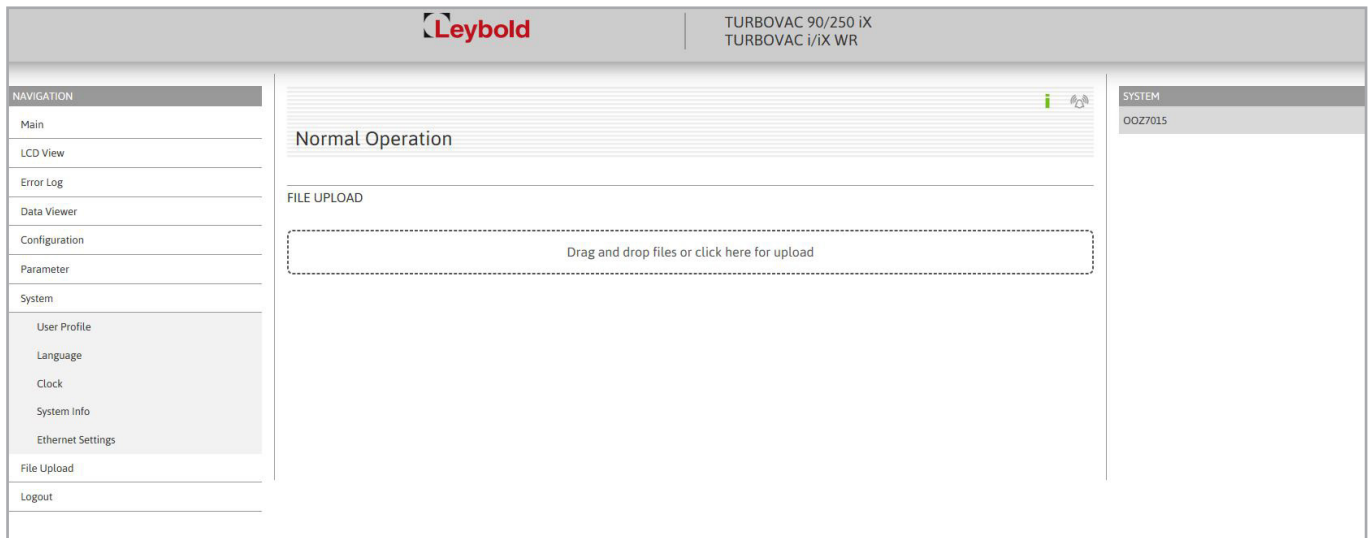 Leybold
TURBOVAC 90/250 iX
TURBOVAC i/iX WR
NAVIGATION
Main
LCD View
Error Log
Data Viewer
Configuration
Parameter
System
User Profile
Language
Clock
System Info
Ethernet Settings
File Upload
Logout
Normal Operation
FILE UPLOAD
Drag and drop files or click here for upload
SYSTEM
OOZ7015